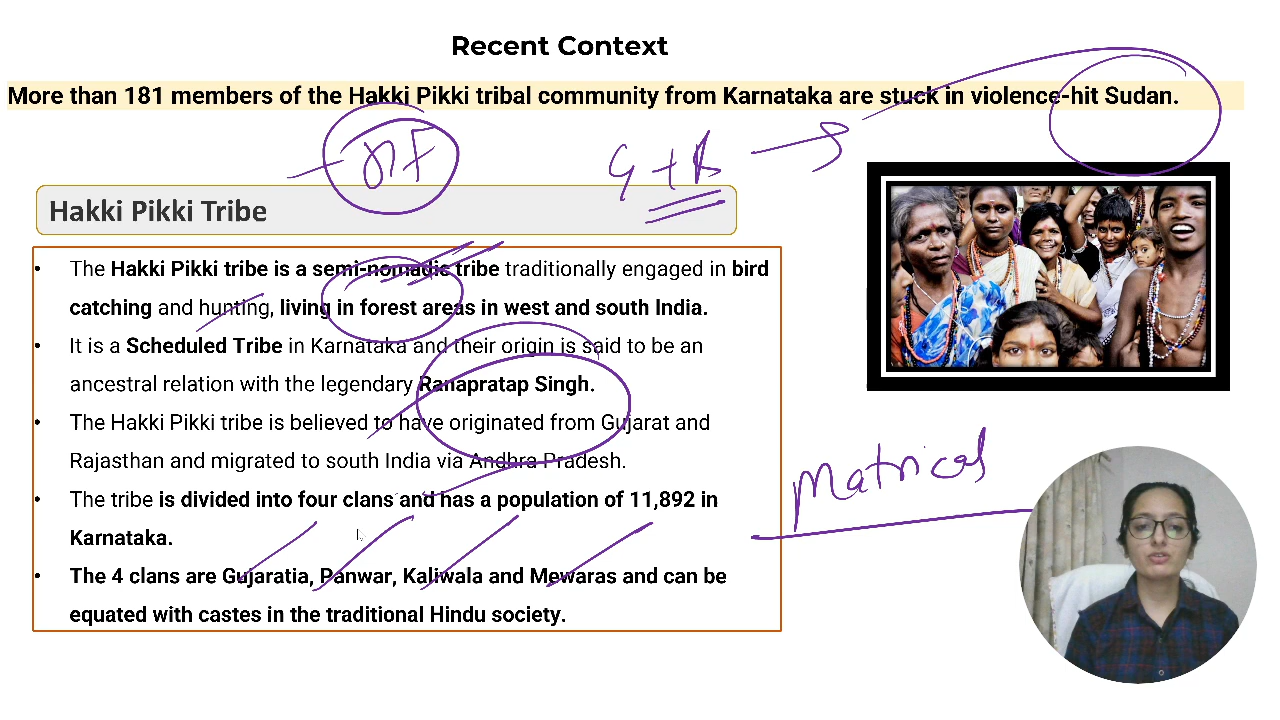 Recent Context
More than 181 members of the Hakki Pikki tribal community from Karnataka are stuck in violence-hit Sudan.
G + R
Hakki Pikki Tribe
• The Hakki Pikki tribe is a semi-nomadic tribe traditionally engaged in bird
catching and hunting, living in forest areas in west and south India.
• It is a Scheduled Tribe in Karnataka and their origin is said to be an
ancestral relation with the legendary Ranapratap Singh.
• The Hakki Pikki tribe is believed to have originated from Gujarat and
Rajasthan and migrated to south India via Andhra Pradesh.
• The tribe is divided into four clans and has a population of 11,892 in
Karnataka.
• The 4 clans are Gujaratia, Panwar, Kaliwala and Mewaras and can be
equated with castes in the traditional Hindu society.